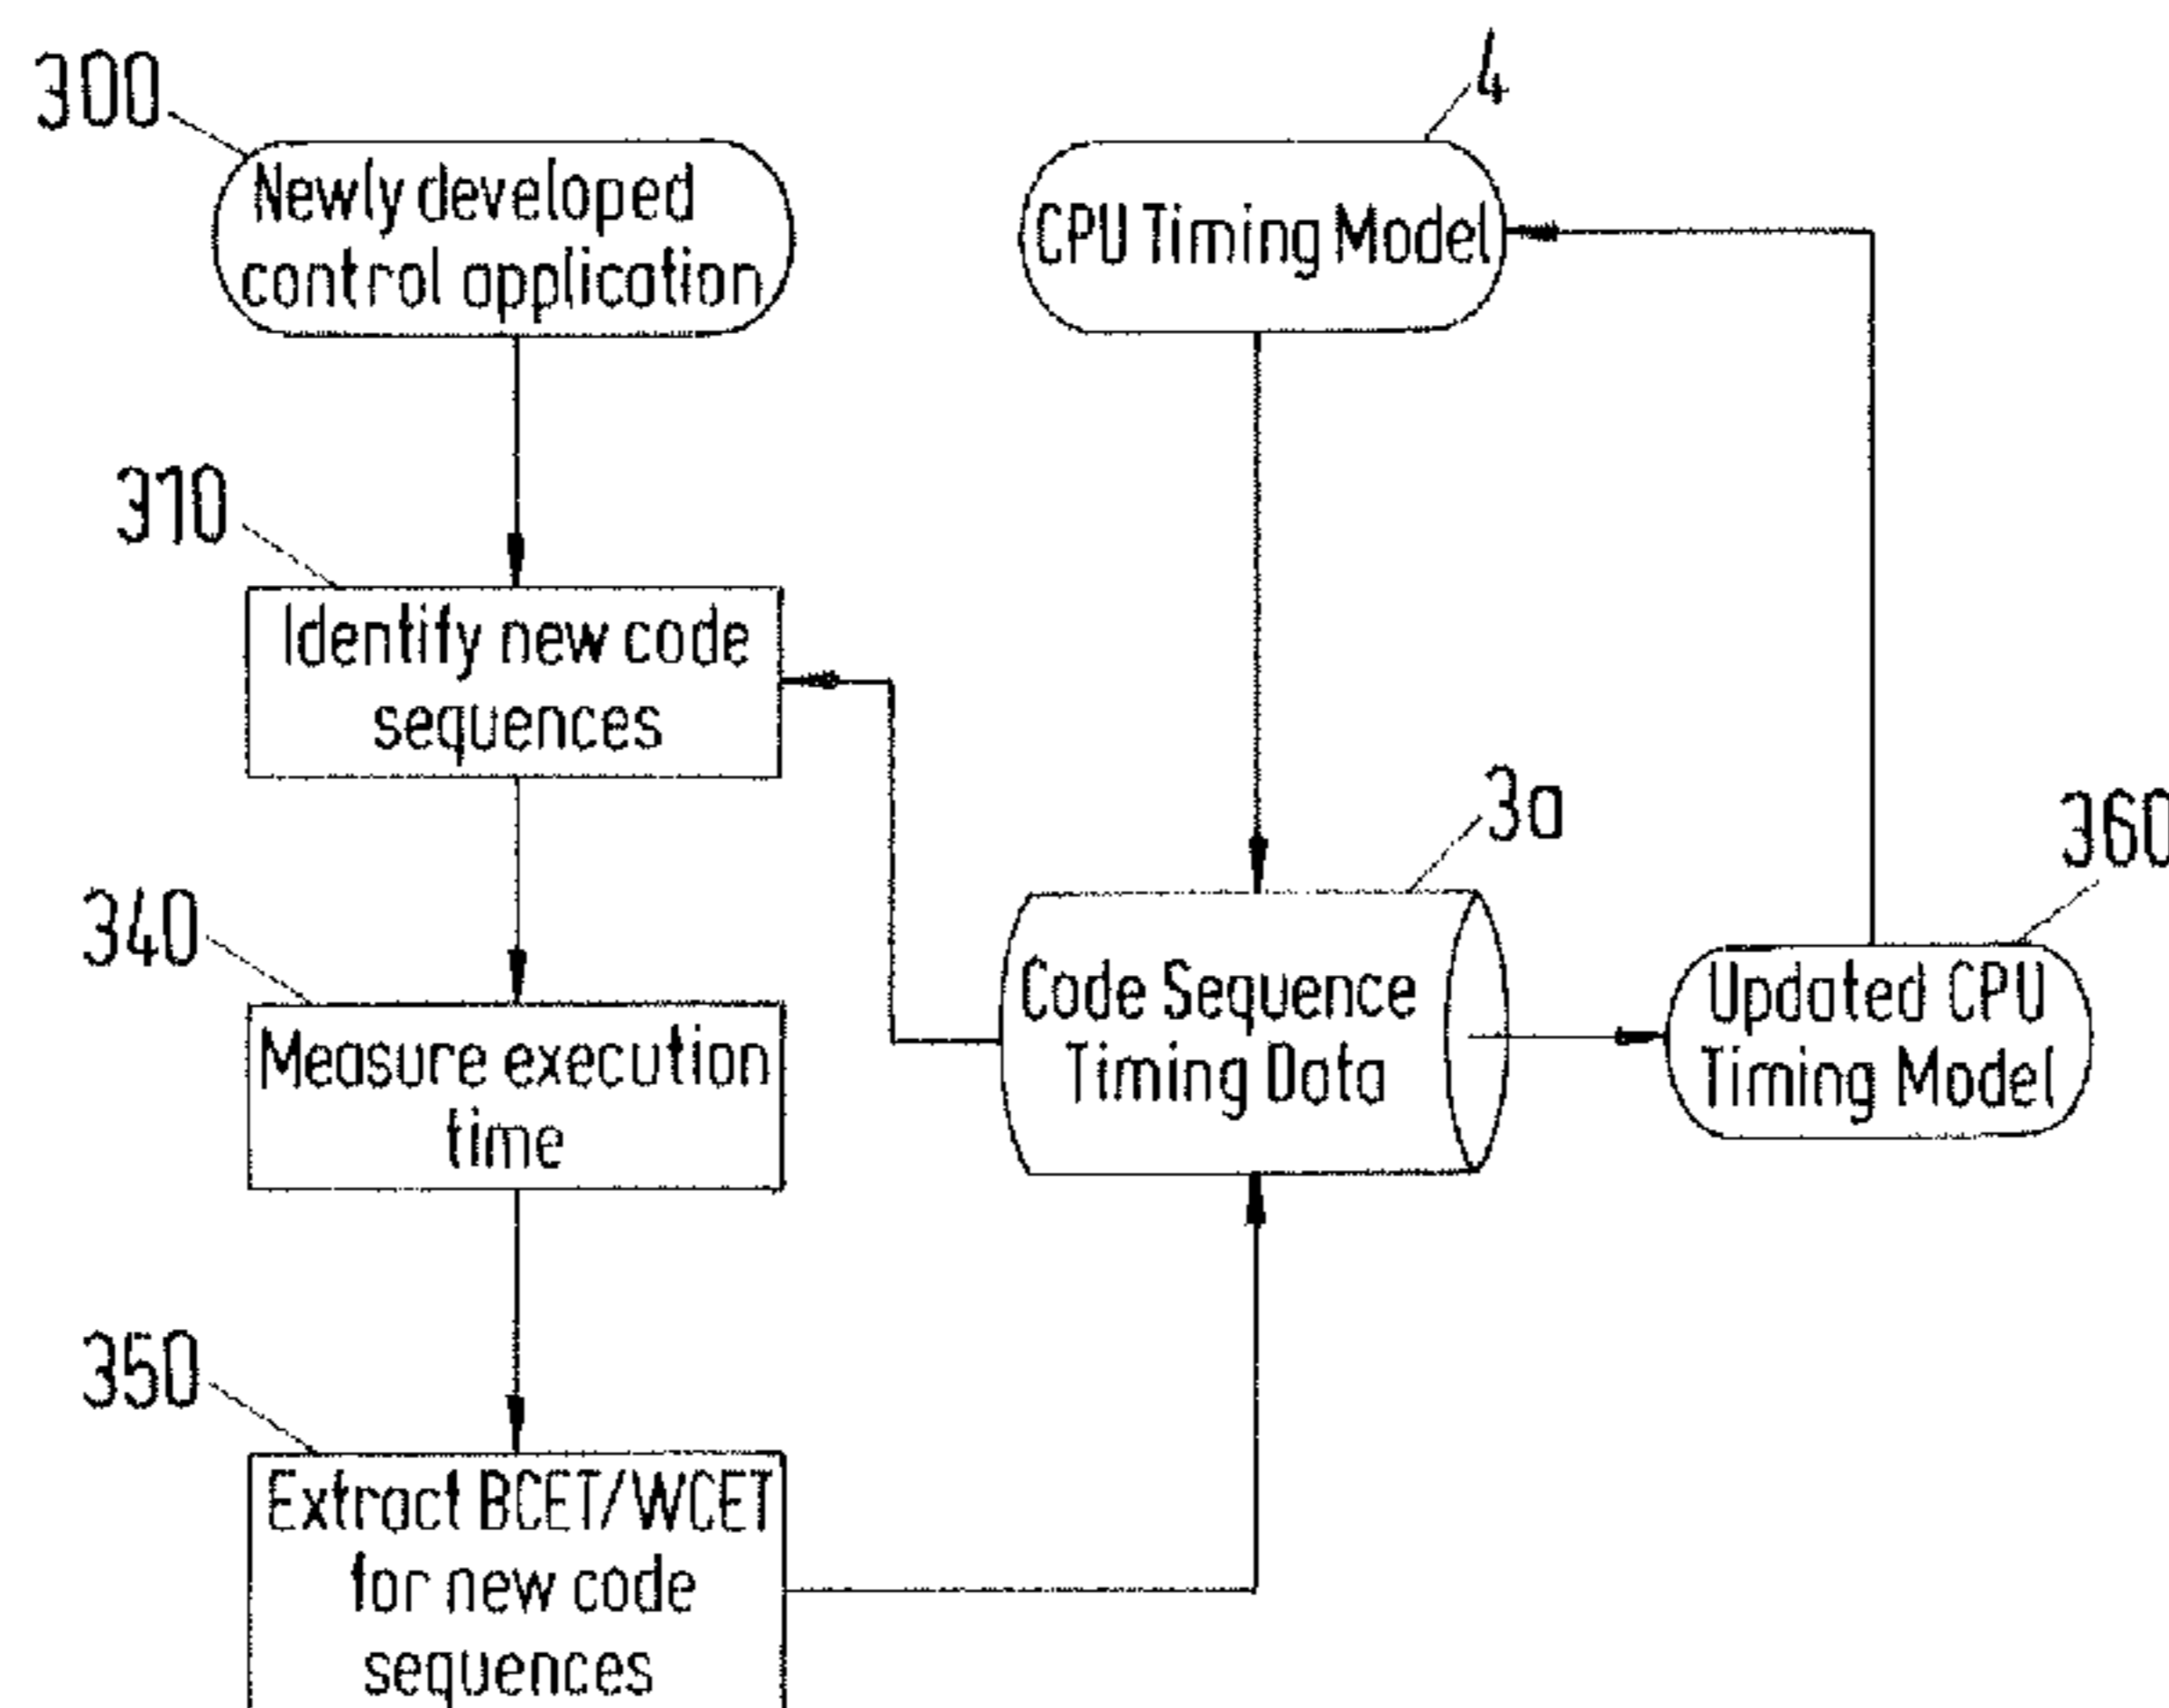 300
Newly developed
control application
4
CPU Timing Model
310
Identify new code
sequences
340
Measure execution
time
3a
Code Sequence
Timing Data
360
Updated CPU
Timing Model
350
Extract BCET/WCET
for new code
sequences